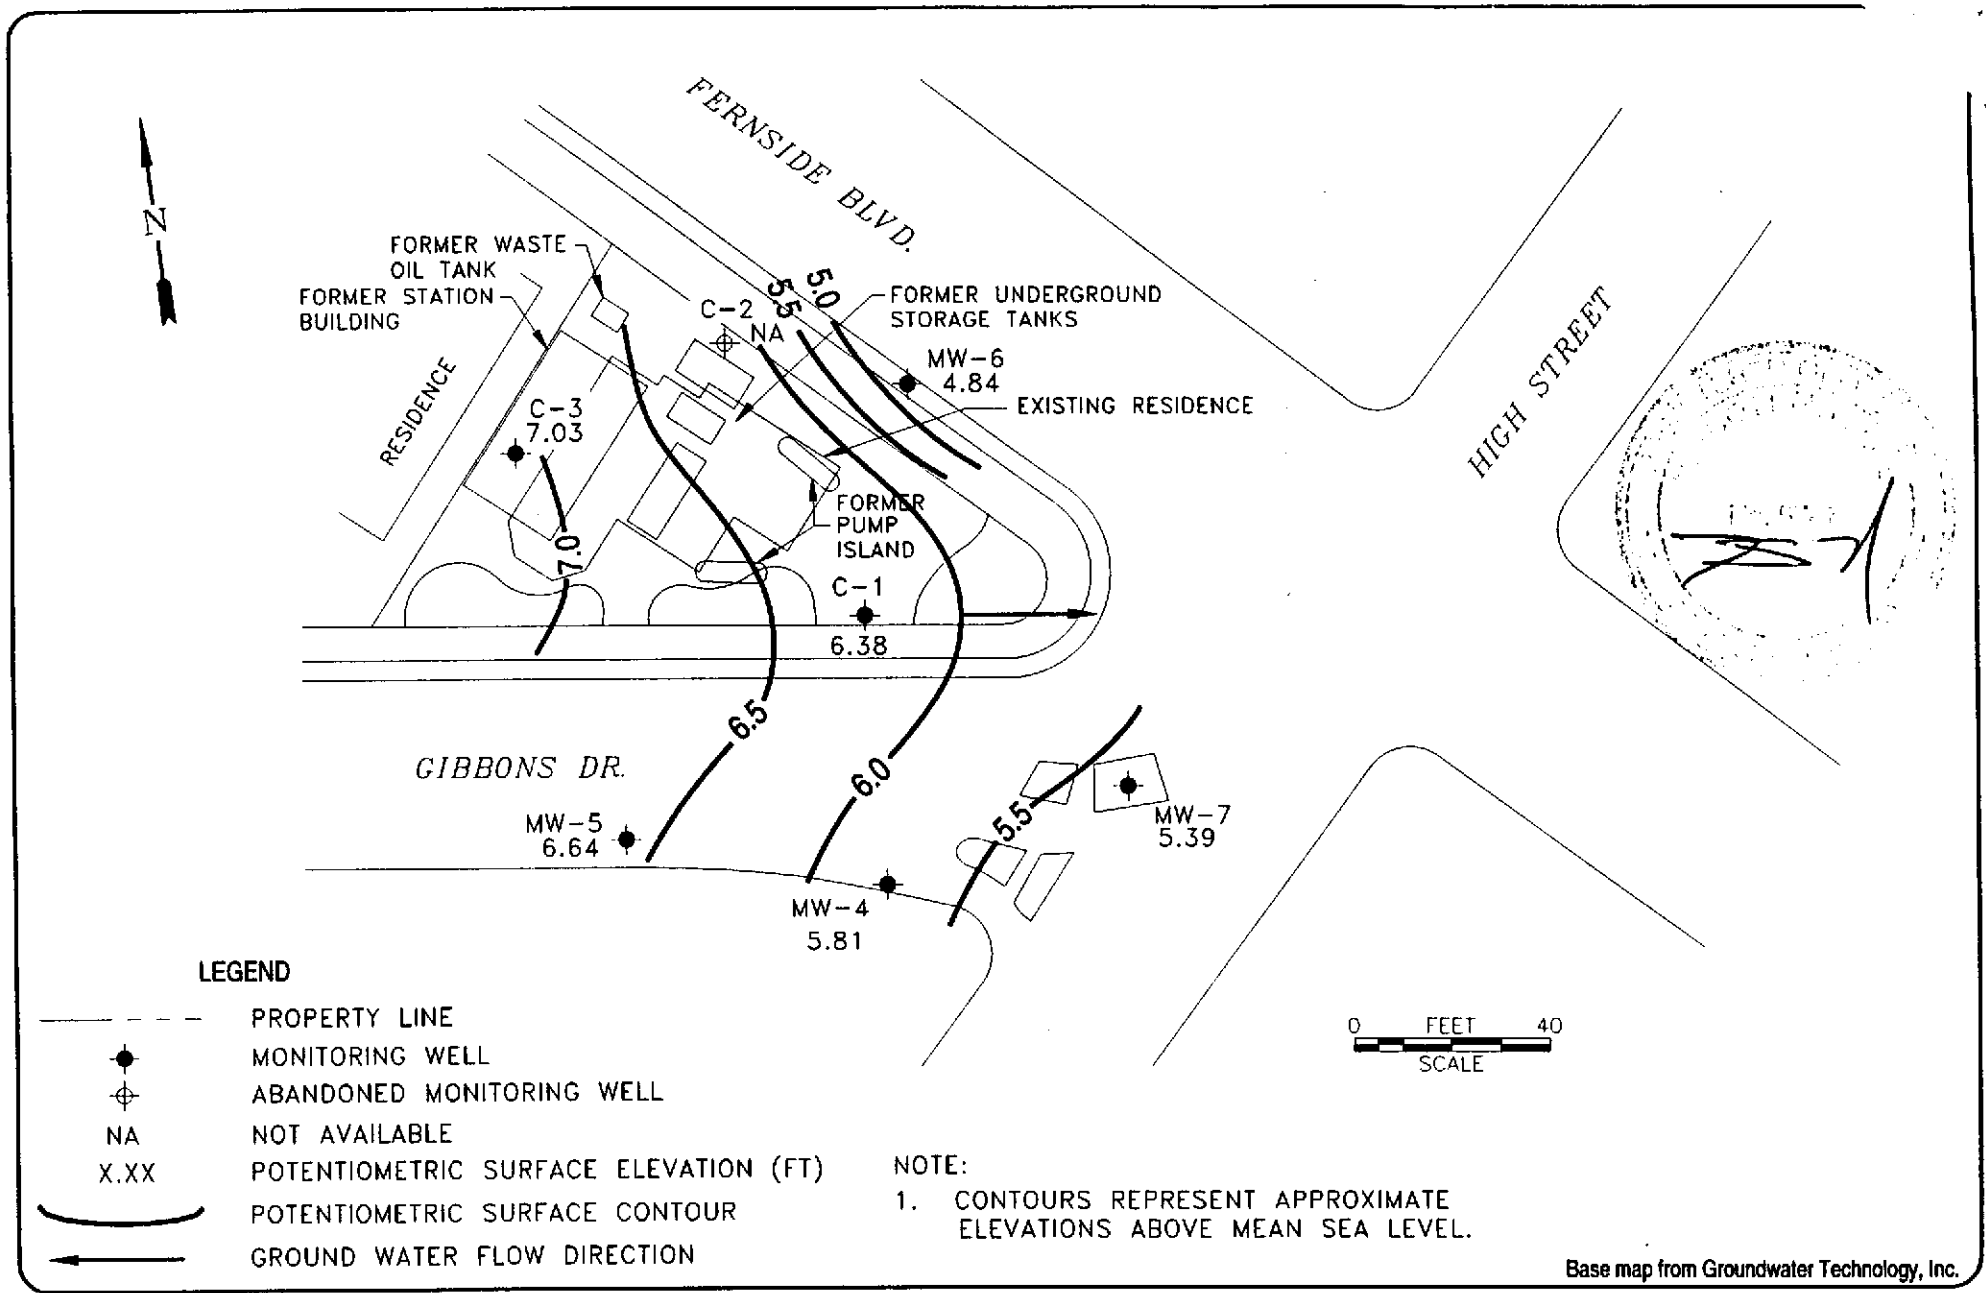 FERNSIDE BLVD.
N
FORMER WASTE
OIL TANK
FORMER STATION
BUILDING
RESIDENCE
C-2
NA
5.5
5.0
FORMER UNDERGROUND
STORAGE TANKS
MW-6
4.84
EXISTING RESIDENCE
HIGH STREET
C-3
7.03
7.0
FORMER
PUMP
ISLAND
C-1
6.38
6.5
6.0
5.5
GIBBONS DR.
MW-5
6.64
MW-4
5.81
MW-7
5.39
LEGEND
PROPERTY LINE
MONITORING WELL
ABANDONED MONITORING WELL
NA NOT AVAILABLE
X.XX POTENTIOMETRIC SURFACE ELEVATION (FT)
POTENTIOMETRIC SURFACE CONTOUR
GROUND WATER FLOW DIRECTION
0 FEET 40
SCALE
NOTE:
1. CONTOURS REPRESENT APPROXIMATE
ELEVATIONS ABOVE MEAN SEA LEVEL.
Base map from Groundwater Technology, Inc.